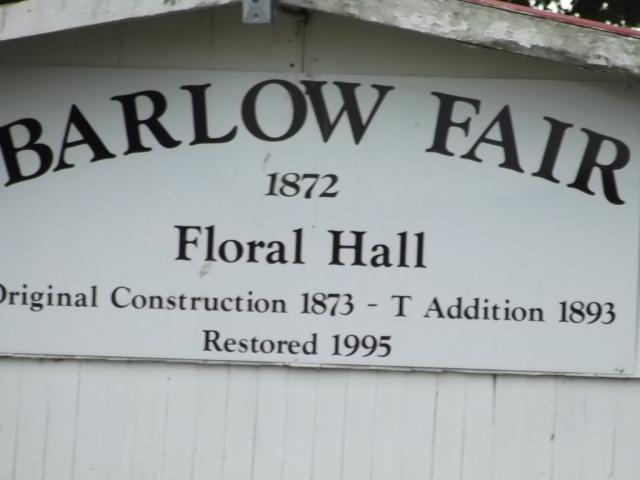 BARLOW FAIR
1872
Floral Hall
Original Construction 1873 - T Addition 1893
Restored 1995